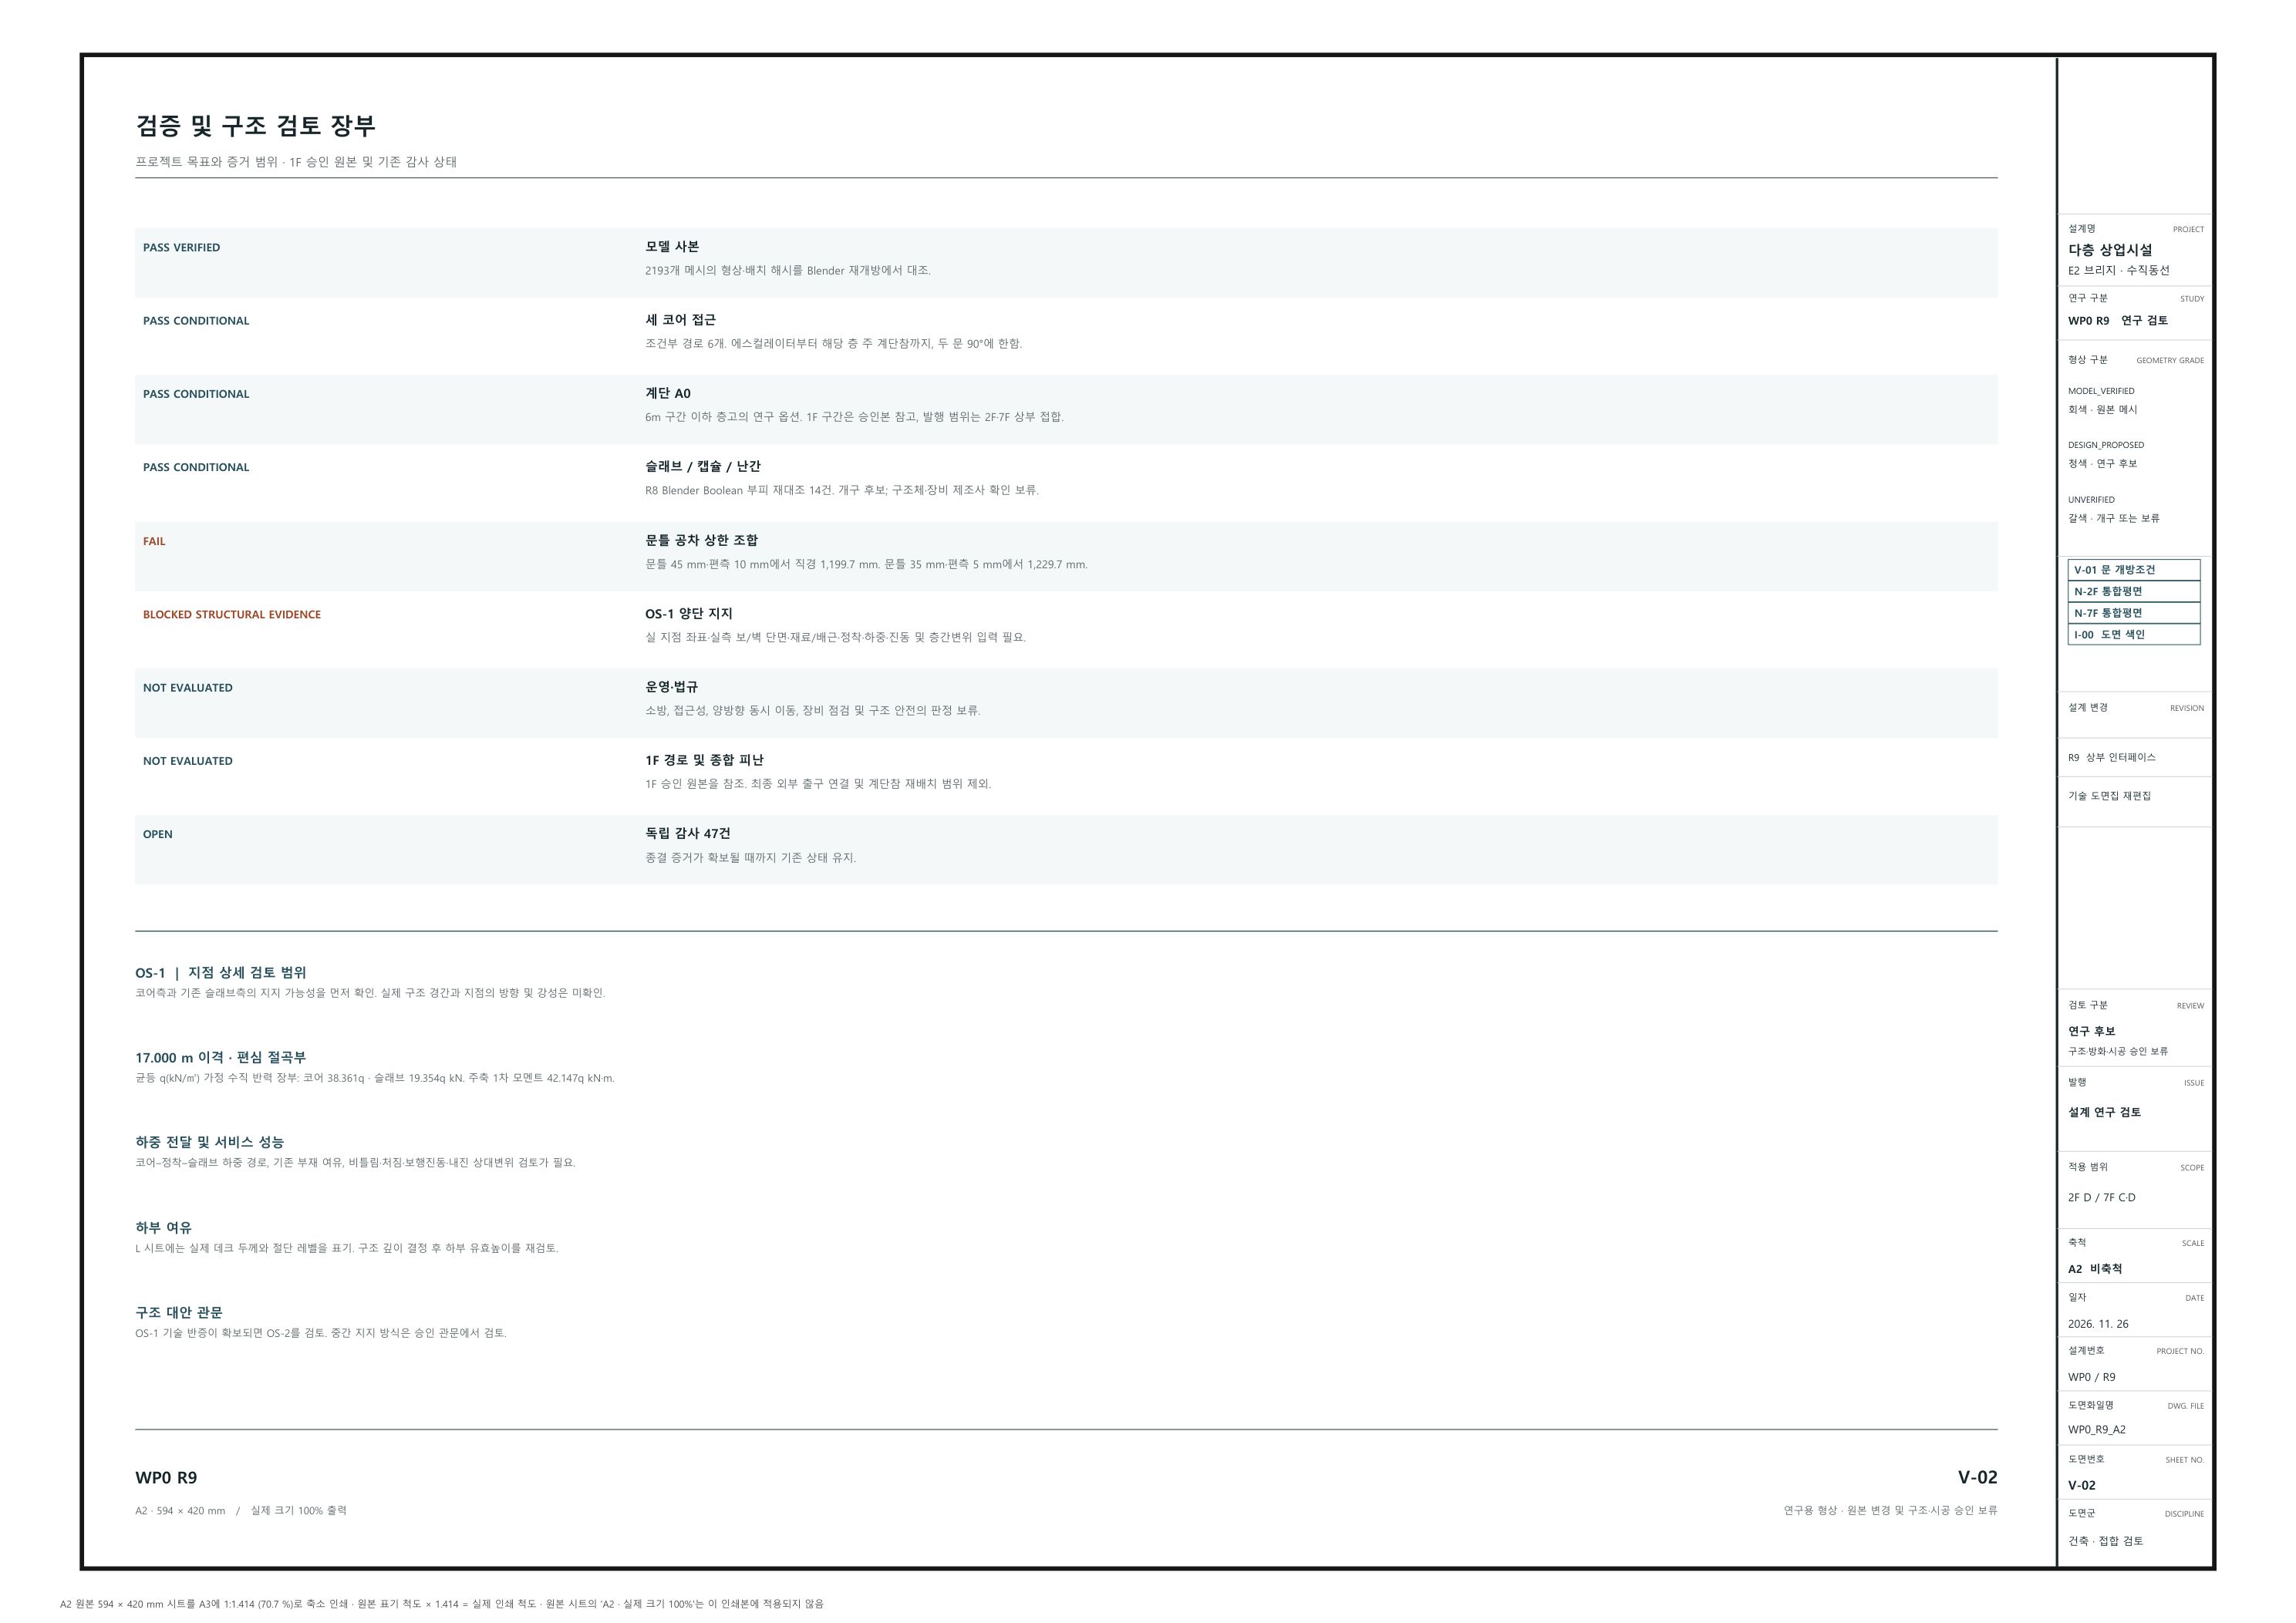 검증 및 구조 검토 장부
프로젝트 목표와 증거 범위 · 1F 승인 원본 및 기존 감사 상태
PASS VERIFIED
모델 사본
2193개 메시의 형상·배치 해시를 Blender 재개방에서 대조.
PASS CONDITIONAL
세 코어 접근
조건부 경로 6개. 에스컬레이터부터 해당 층 주 계단참까지, 두 문 90°에 한함.
PASS CONDITIONAL
계단 A0
6m 구간 이하 층고의 연구 옵션. 1F 구간은 승인본 참고, 발행 범위는 2F·7F 상부 접합.
PASS CONDITIONAL
슬래브 / 캡슐 / 난간
R8 Blender Boolean 부피 재대조 14건. 개구 후보; 구조체·장비 제조사 확인 보류.
FAIL
문틀 공차 상한 조합
문틀 45 mm·편측 10 mm에서 직경 1,199.7 mm. 문틀 35 mm·편측 5 mm에서 1,229.7 mm.
BLOCKED STRUCTURAL EVIDENCE
OS-1 양단 지지
실 지점 좌표·실측 보/벽 단면·재료/배근·정착·하중·진동 및 층간변위 입력 필요.
NOT EVALUATED
운영·법규
소방, 접근성, 양방향 동시 이동, 장비 점검 및 구조 안전의 판정 보류.
NOT EVALUATED
1F 경로 및 종합 피난
1F 승인 원본을 참조. 최종 외부 출구 연결 및 계단참 재배치 범위 제외.
OPEN
독립 감사 47건
종결 증거가 확보될 때까지 기존 상태 유지.
OS-1 | 지점 상세 검토 범위
코어측과 기존 슬래브측의 지지 가능성을 먼저 확인. 실제 구조 경간과 지점의 방향 및 강성은 미확인.
17.000 m 이격 · 편심 절곡부
균등 q(kN/㎡) 가정 수직 반력 장부: 코어 38.361q · 슬래브 19.354q kN. 주축 1차 모멘트 42.147q kN·m.
하중 전달 및 서비스 성능
코어–정착–슬래브 하중 경로, 기존 부재 여유, 비틀림·처짐·보행진동·내진 상대변위 검토가 필요.
하부 여유
L 시트에는 실제 데크 두께와 절단 레벨을 표기. 구조 깊이 결정 후 하부 유효높이를 재검토.
구조 대안 관문
OS-1 기술 반증이 확보되면 OS-2를 검토. 중간 지지 방식은 승인 관문에서 검토.
WP0 R9
A2 · 594 × 420 mm / 실제 크기 100% 출력
V-02
연구용 형상 · 원본 변경 및 구조·시공 승인 보류
설계명 PROJECT
다층 상업시설
E2 브리지 · 수직동선
연구 구분 STUDY
WP0 R9 연구 검토
형상 구분 GEOMETRY GRADE
MODEL_VERIFIED
회색 · 원본 메시
DESIGN_PROPOSED
청색 · 연구 후보
UNVERIFIED
갈색 · 개구 또는 보류
V-01 문 개방조건
N-2F 통합평면
N-7F 통합평면
I-00 도면 색인
설계 변경 REVISION
R9 상부 인터페이스
기술 도면집 재편집
검토 구분 REVIEW
연구 후보
구조·방화·시공 승인 보류
발행 ISSUE
설계 연구 검토
적용 범위 SCOPE
2F D / 7F C·D
축척 SCALE
A2 비축척
일자 DATE
2026. 11. 26
설계번호 PROJECT NO.
WP0 / R9
도면화일명 DWG. FILE
WP0_R9_A2
도면번호 SHEET NO.
V-02
도면군 DISCIPLINE
건축 · 접합 검토
A2 원본 594 × 420 mm 시트를 A3에 1:1.414 (70.7 %)로 축소 인쇄 · 원본 표기 척도 × 1.414 = 실제 인쇄 척도 · 원본 시트의 'A2 · 실제 크기 100%'는 이 인쇄본에 적용되지 않음